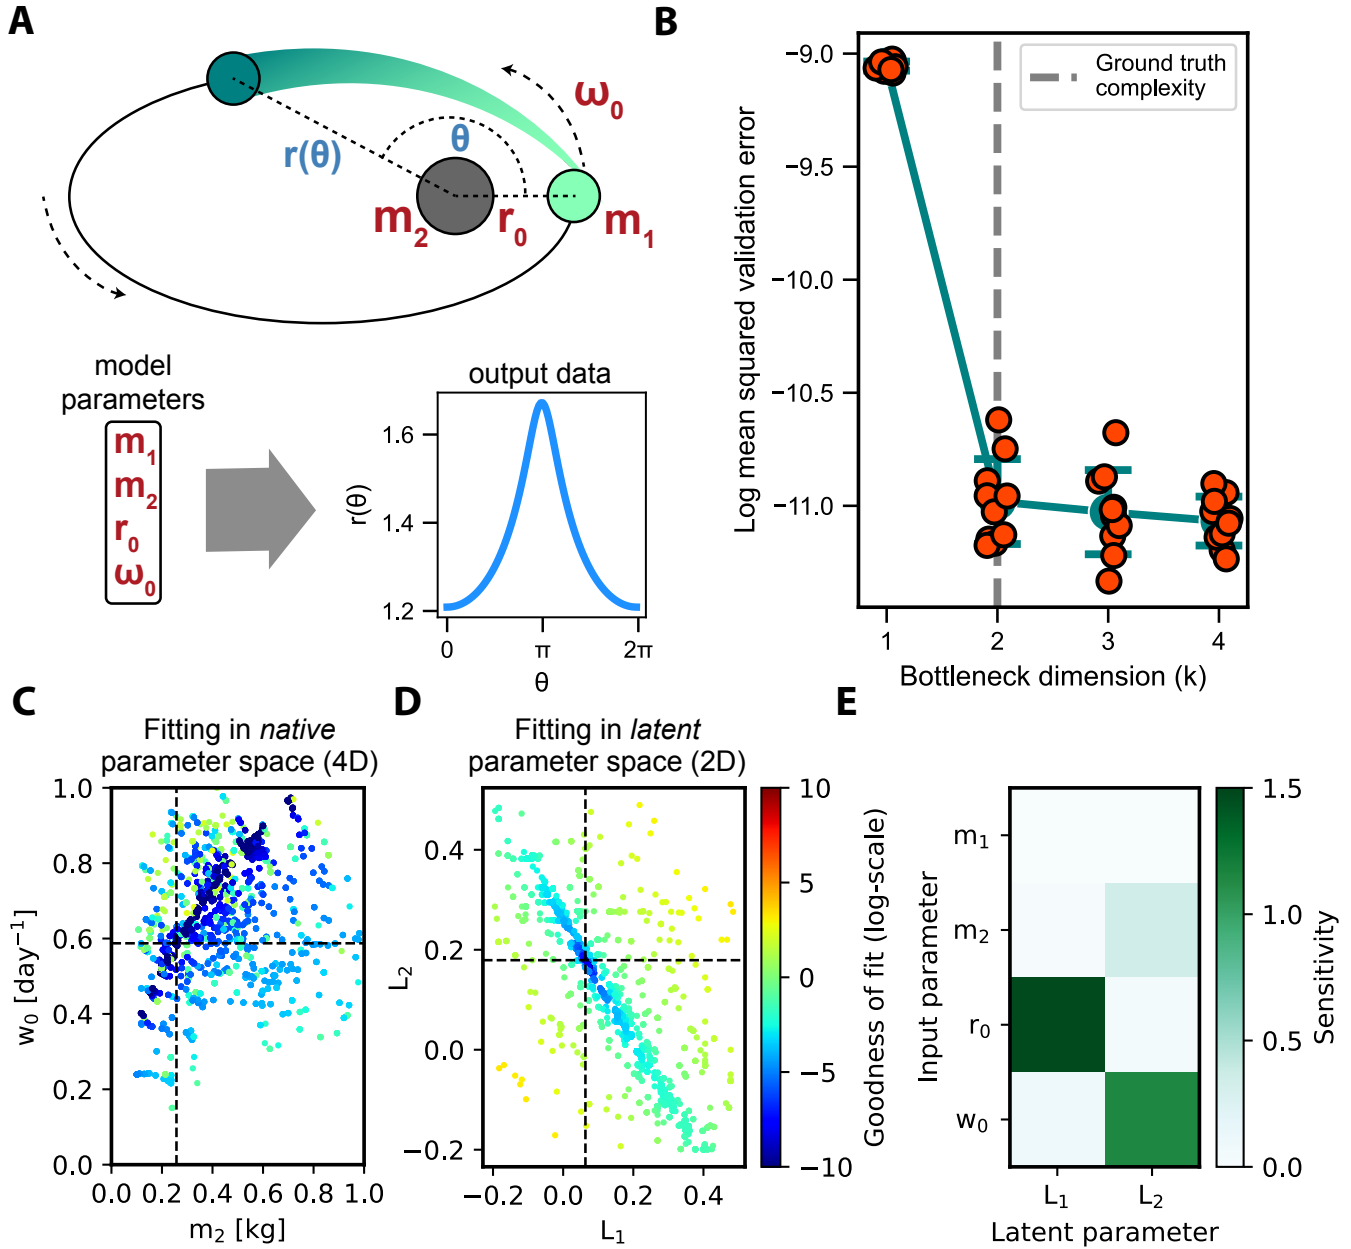 A
ω0
r(θ)
θ
m2
r0
m1
model
parameters
m1
m2
r0
ω0
output data
r(θ)
1.6
1.4
1.2
0
π
2π
θ
B
Log mean squared validation error
−9.0
−9.5
−10.0
−10.5
−11.0
Ground truth
complexity
1
2
3
4
Bottleneck dimension (k)
C
Fitting in native
parameter space (4D)
w0 [day−1]
1.0
0.8
0.6
0.4
0.2
0.0
0.0
0.2
0.4
0.6
0.8
1.0
m2 [kg]
D
Fitting in latent
parameter space (2D)
L2
0.4
0.2
0.0
−0.2
−0.2
0.0
0.2
0.4
L1
10
5
0
−5
−10
Goodness of fit (log-scale)
E
Input parameter
m1
m2
r0
w0
L1
L2
Latent parameter
1.5
1.0
0.5
0.0
Sensitivity